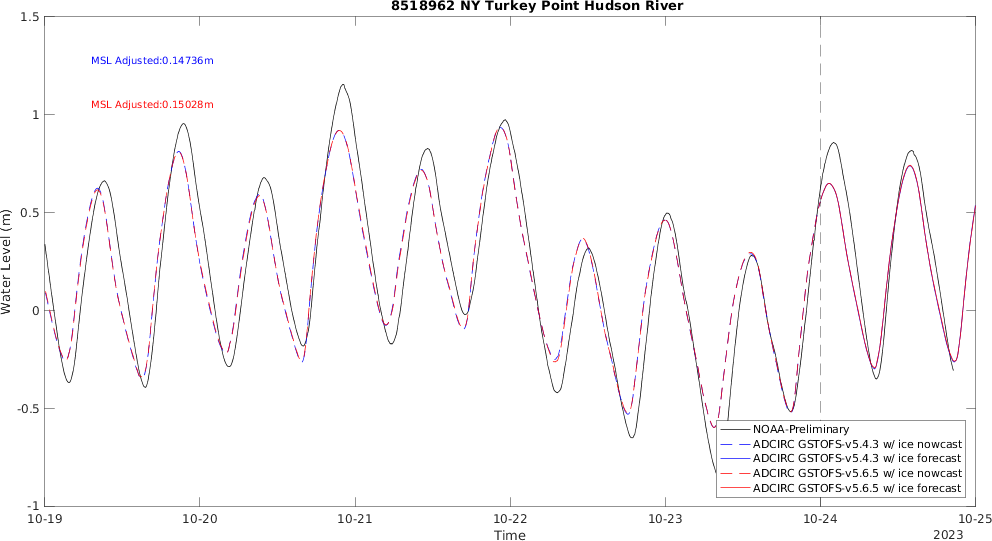 8518962 NY Turkey Point Hudson River
MSL Adjusted:0.14736m
MSL Adjusted:0.15028m
Water Level (m)
1.5
1
0.5
0
-0.5
-1
NOAA-Preliminary
ADCIRC GSTOFS-v5.4.3 w/ ice nowcast
ADCIRC GSTOFS-v5.4.3 w/ ice forecast
ADCIRC GSTOFS-v5.6.5 w/ ice nowcast
ADCIRC GSTOFS-v5.6.5 w/ ice forecast
10-19 10-20 10-21 10-22 10-23 10-24 10-25
Time
2023